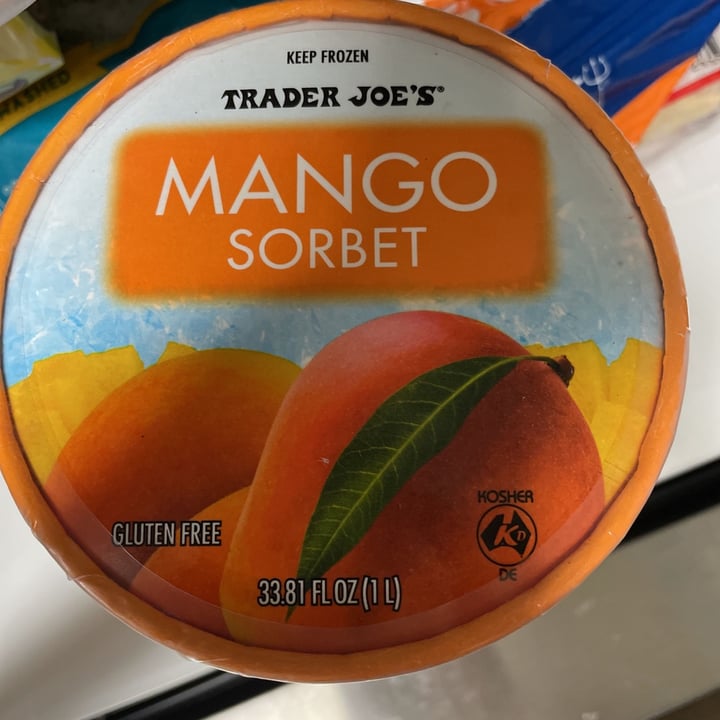 KEEP FROZEN
TRADER JOE'S®
MANGO
SORBET
KOSHER
K D
DE
GLUTEN FREE
33.81 FL OZ (1 L)